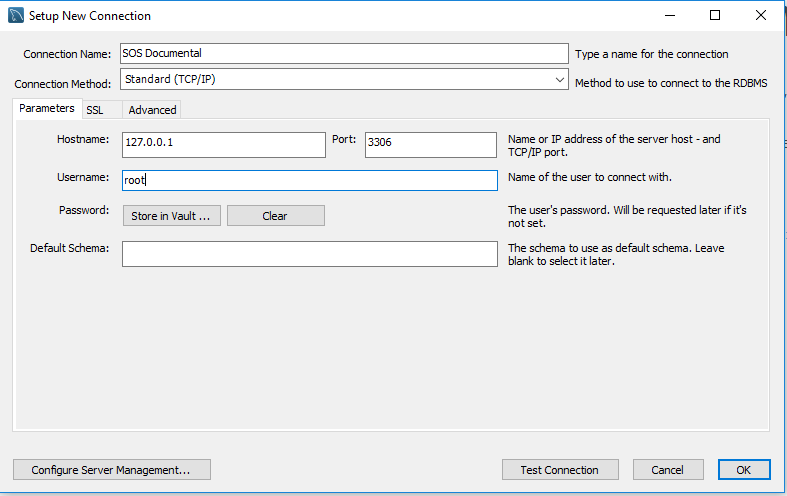 Setup New Connection
Connection Name: SOS Documental Type a name for the connection
Connection Method: Standard (TCP/IP) Method to use to connect to the RDBMS
Parameters SSL Advanced
Hostname: 127.0.0.1 Port: 3306 Name or IP address of the server host - and
TCP/IP port.
Username: root Name of the user to connect with.
Password: Store in Vault ... Clear The user's password. Will be requested later if it's
not set.
Default Schema: The schema to use as default schema. Leave
blank to select it later.
Configure Server Management... Test Connection Cancel OK